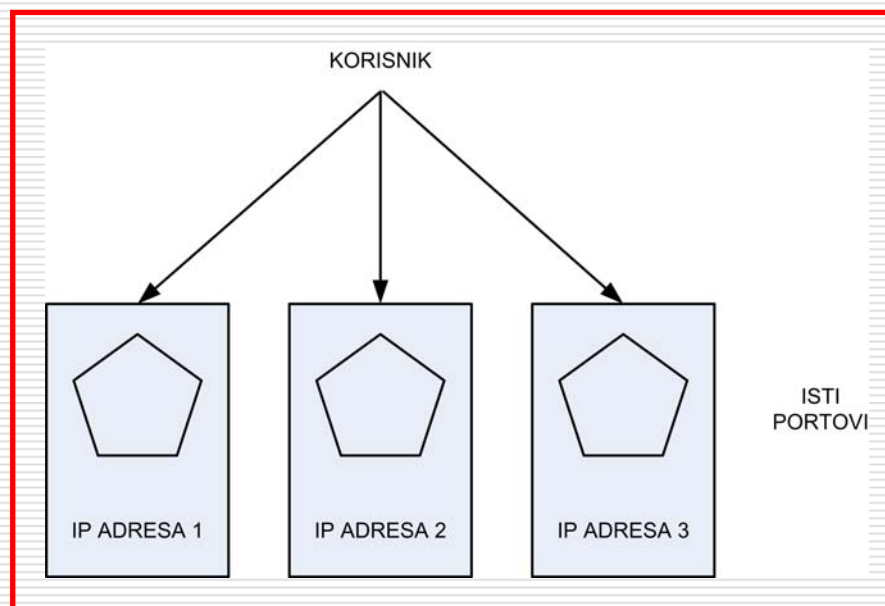 KORISNIK
ISTI
PORTOVI
IP ADRESA 1
IP ADRESA 2
IP ADRESA 3